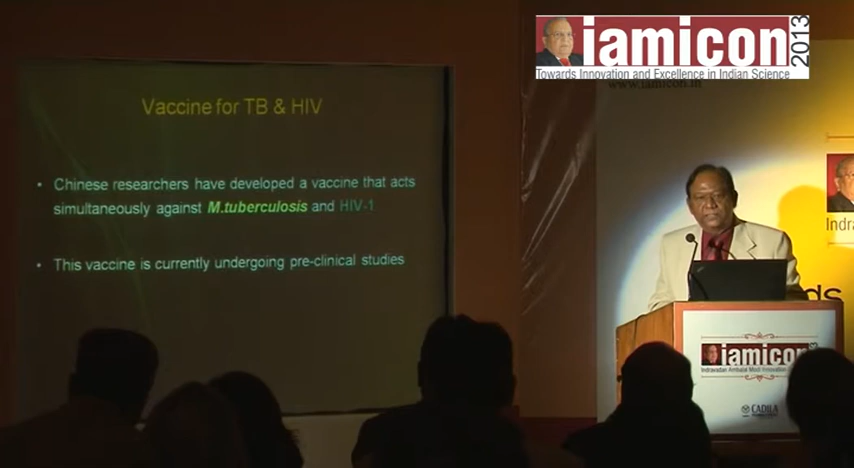 iamicon 2013
Towards Innovation and Excellence in Indian Science
www.iamicon.in
Vaccine for TB & HIV
• Chinese researchers have developed a vaccine that acts
simultaneously against M.tuberculosis and HIV-1
• This vaccine is currently undergoing pre-clinical studies
Indra
ds
iamicon
Indravadan Ambalal Modi Innovation
CADILA